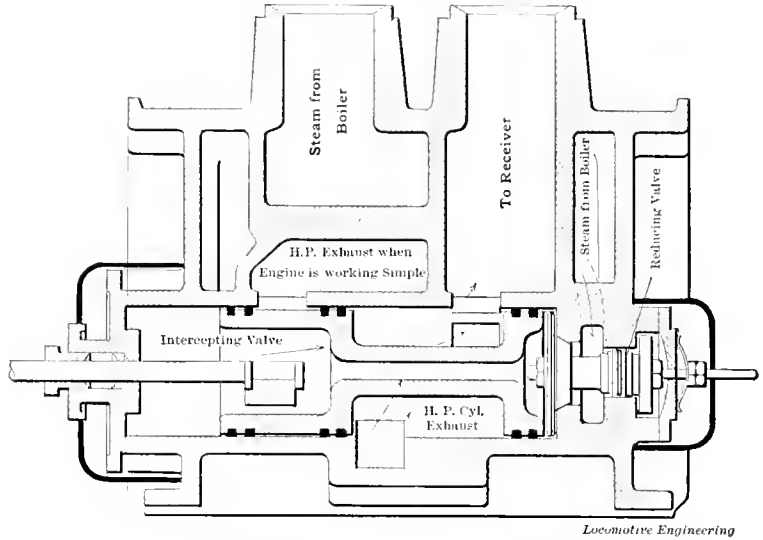 Steam from
Boiler
To Receiver
Steam from Boiler
Reducing Valve
H.P. Exhaust when
Engine is working Simple
Intercepting Valve
H. P. Cyl.
Exhaust
Locomotive Engineering